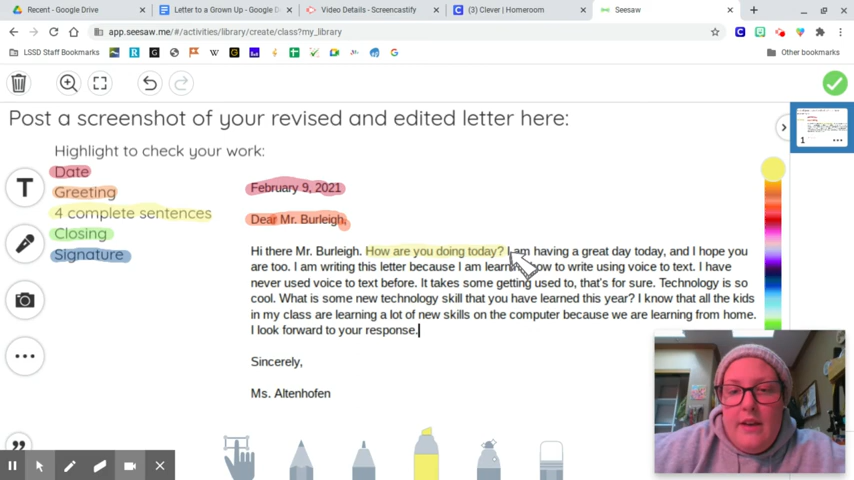 Recent - Google Drive
Letter to a Grown Up - Google D
Video Details - Screencastify
(3) Clever | Homeroom
Seesaw
app.seesaw.me/#/activities/library/create/class?my_library
LSSD Staff Bookmarks
Other bookmarks
Post a screenshot of your revised and edited letter here:
Highlight to check your work:
Date
Greeting
4 complete sentences
Closing
Signature
February 9, 2021
Dear Mr. Burleigh,
Hi there Mr. Burleigh. How are you doing today? I am having a great day today, and I hope you
are too. I am writing this letter because I am learning how to write using voice to text. I have
never used voice to text before. It takes some getting used to, that's for sure. Technology is so
cool. What is some new technology skill that you have learned this year? I know that all the kids
in my class are learning a lot of new skills on the computer because we are learning from home.
I look forward to your response.
Sincerely,
Ms. Altenhofen
1